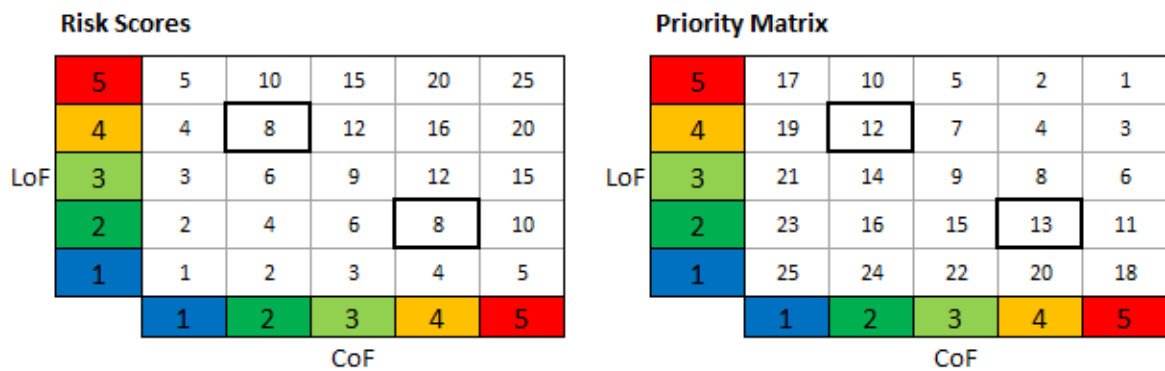 Risk Scores Priority Matrix
5 5 10 15 20 25 5 17 10 5 2 1
4 4 8 12 16 20 4 19 12 7 4 3
LoF 3 3 6 9 12 15 LoF 3 21 14 9 8 6
2 2 4 6 8 10 2 23 16 15 13 11
1 1 2 3 4 5 1 25 24 22 20 18
1 2 3 4 5 1 2 3 4 5
CoF CoF